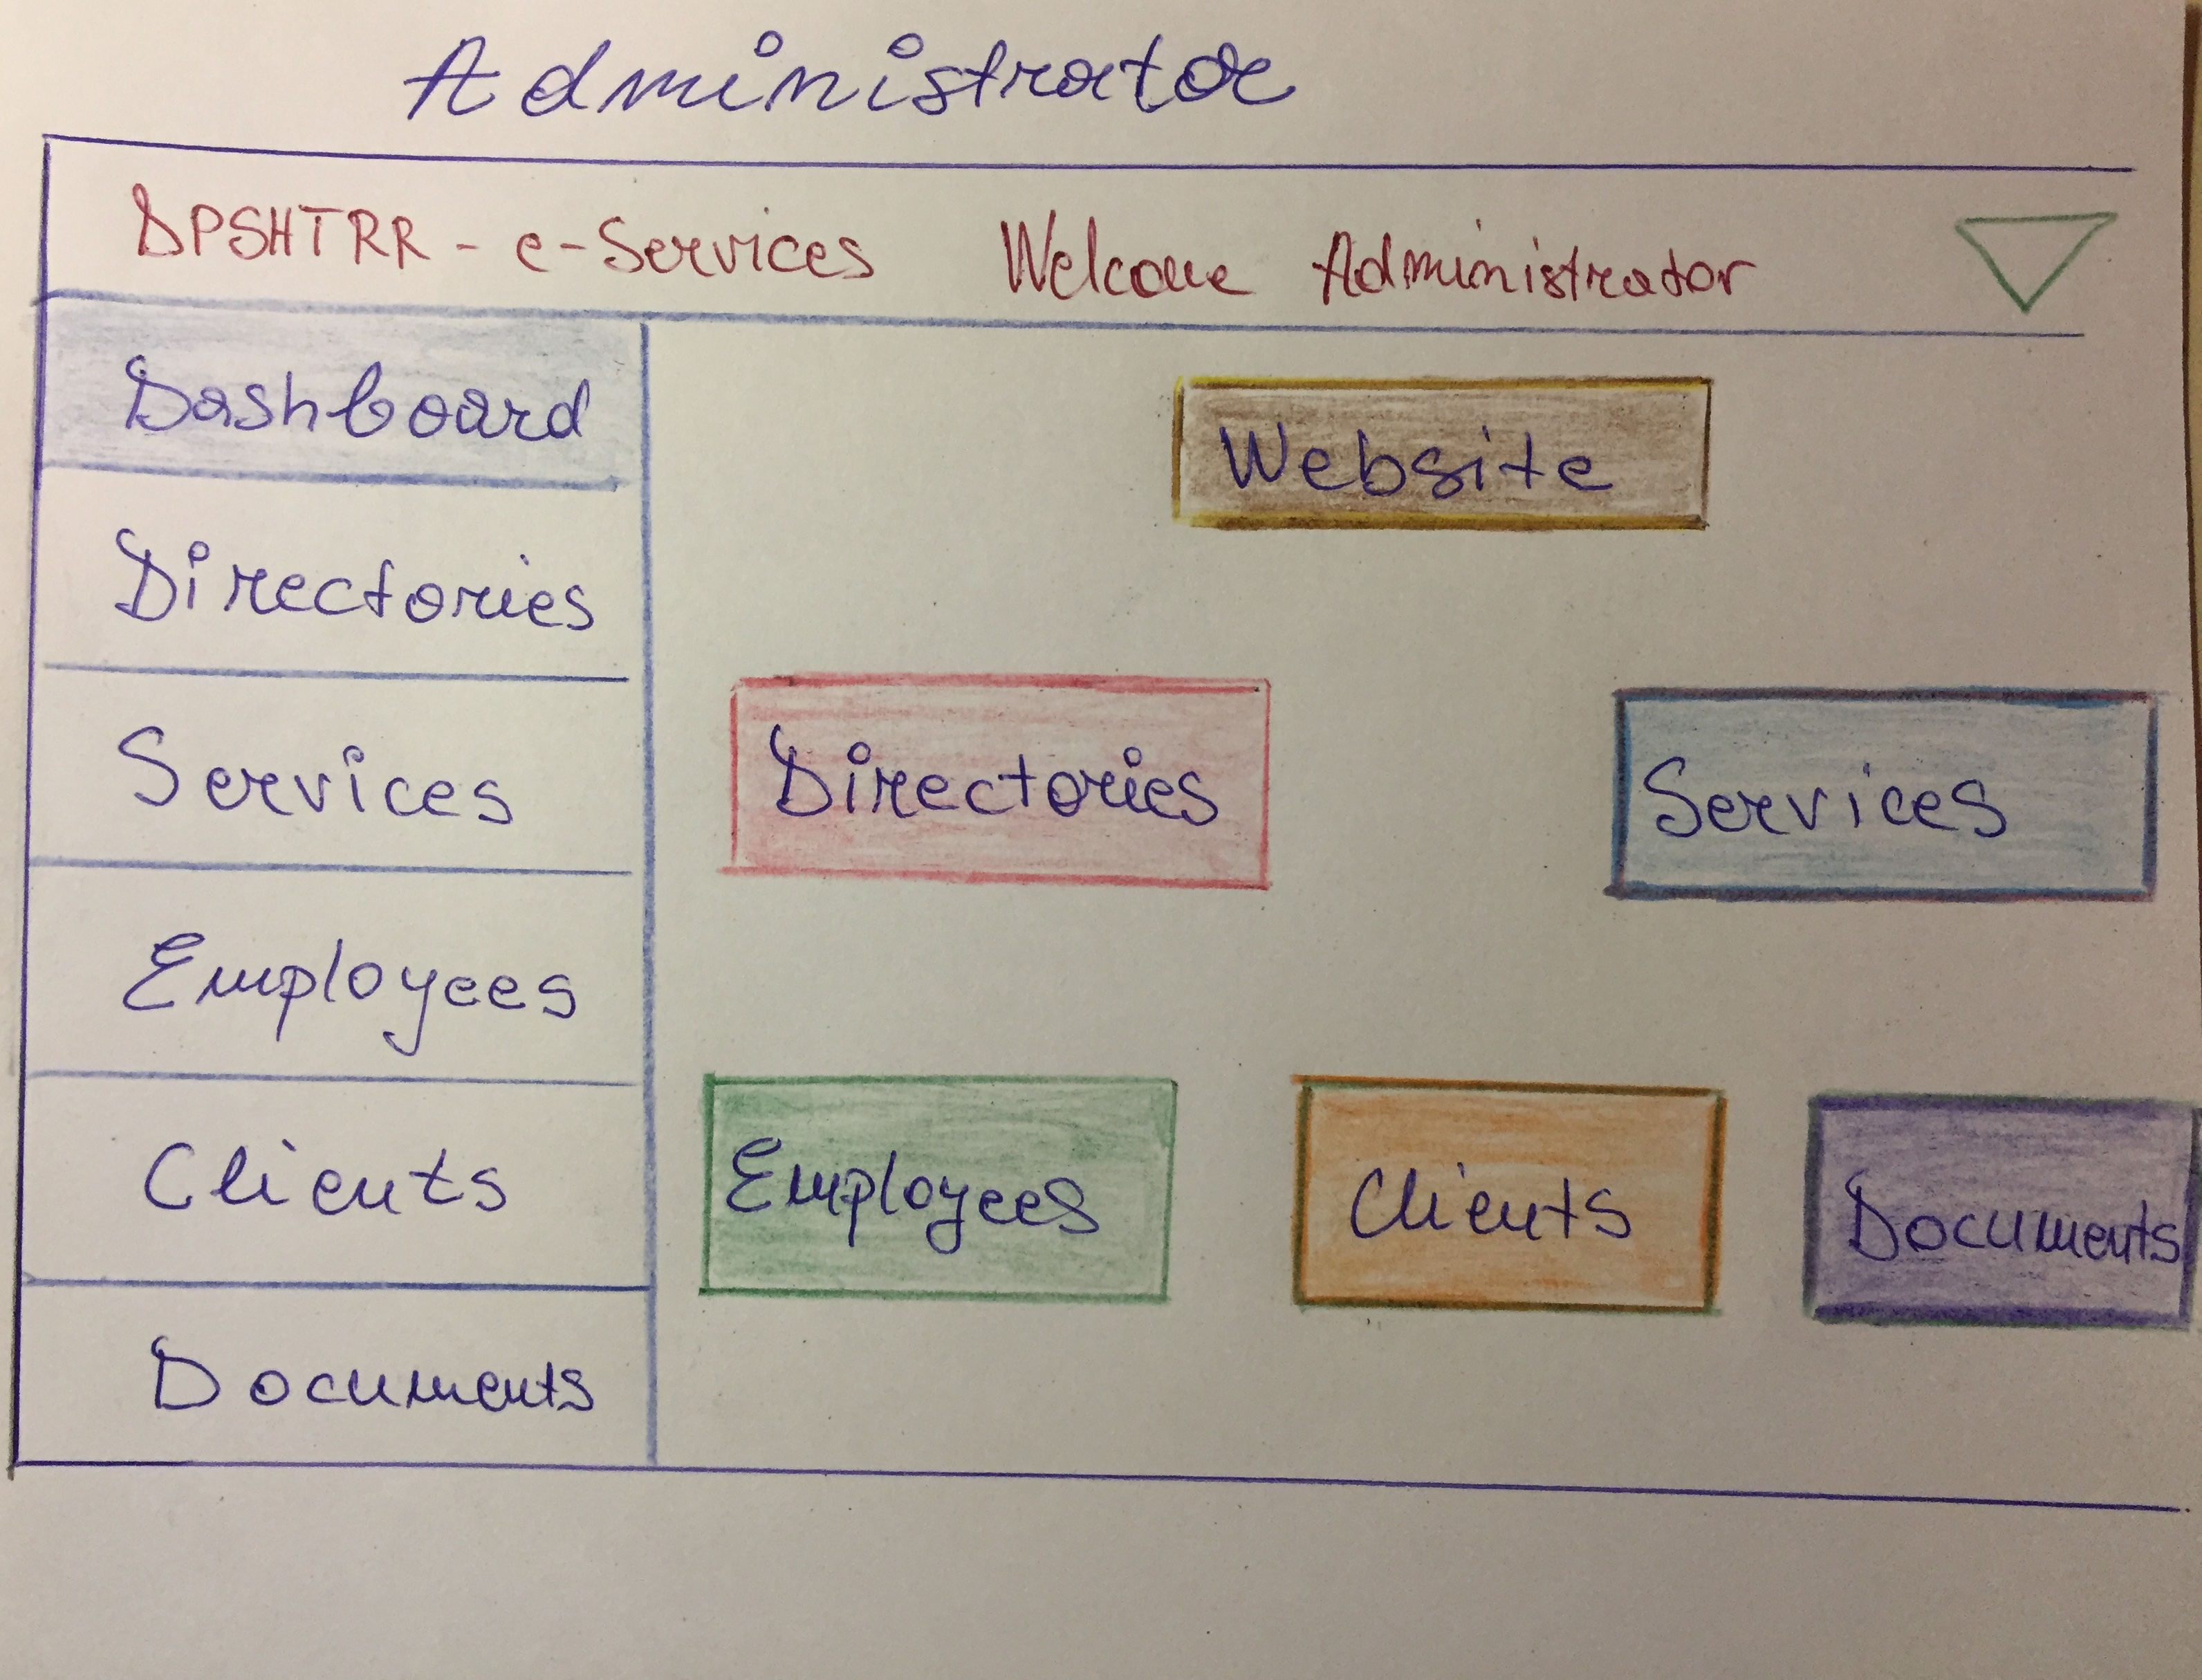 Administrator
DPSHTRR - e-Services Welcome Administrator
Dashboard
Directories
Services
Employees
Clients
Documents
Website
Directories Services
Employees Clients Documents